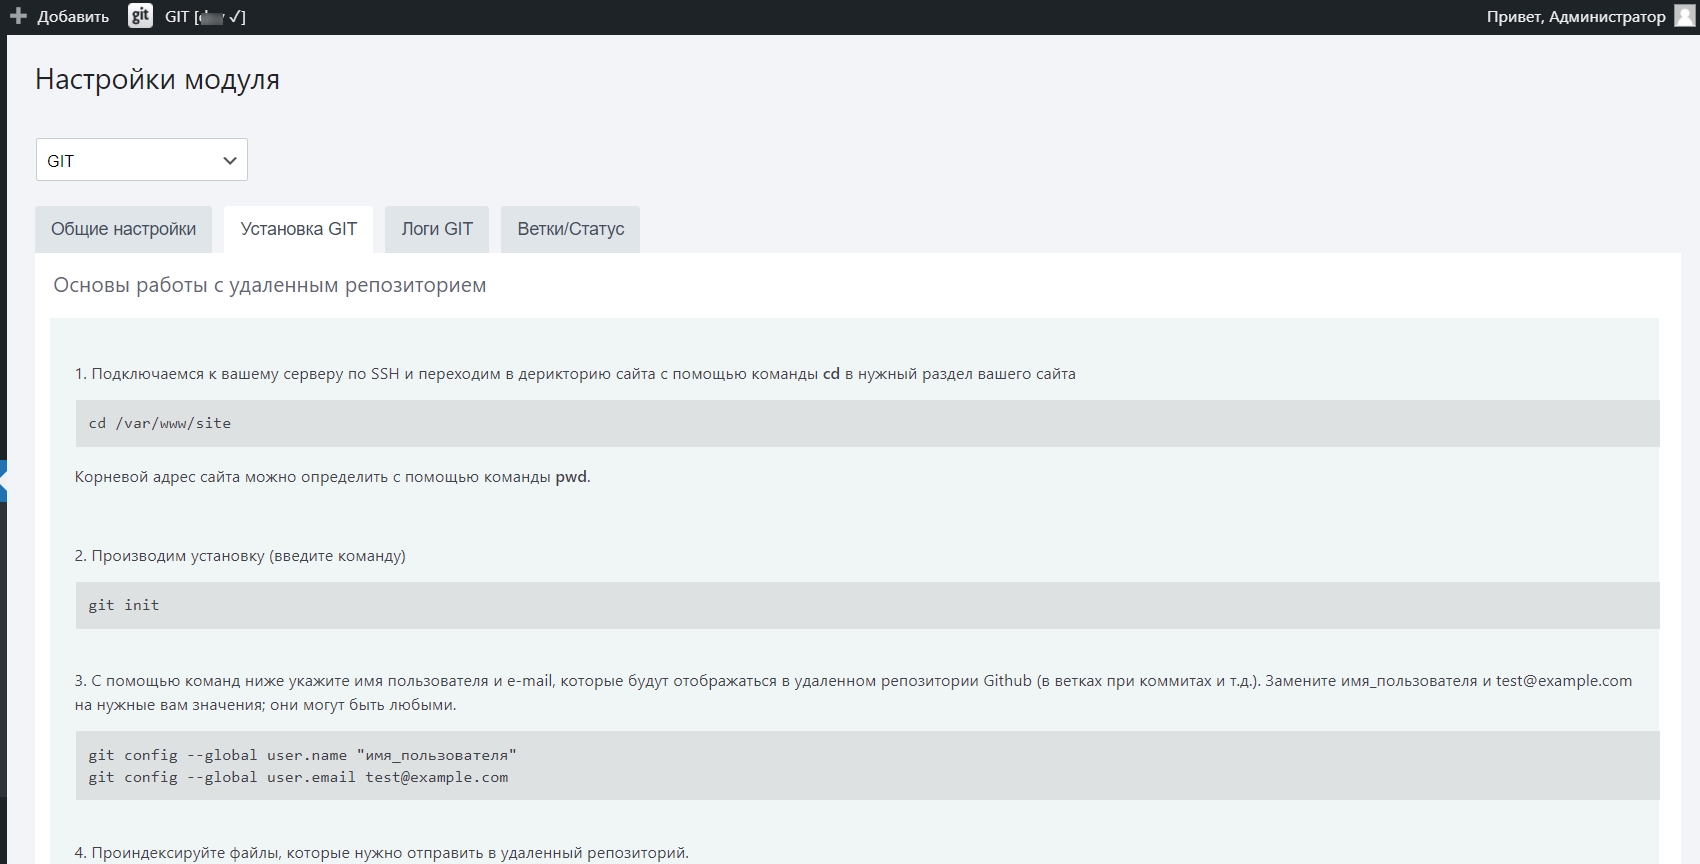 Добавить git GIT [ ✓] Привет, Администратор
Настройки модуля
GIT
Общие настройки Установка GIT Логи GIT Ветки/Статус
Основы работы с удаленным репозиторием
1. Подключаемся к вашему серверу по SSH и переходим в дерикторию сайта с помощью команды cd в нужный раздел вашего сайта
cd /var/www/site
Корневой адрес сайта можно определить с помощью команды pwd.
2. Производим установку (введите команду)
git init
3. С помощью команд ниже укажите имя пользователя и e-mail, которые будут отображаться в удаленном репозитории Github (в ветках при коммитах и т.д.). Замените имя_пользователя и test@example.com
на нужные вам значения; они могут быть любыми.
git config --global user.name "имя_пользователя"
git config --global user.email test@example.com
4. Проиндексируйте файлы, которые нужно отправить в удаленный репозиторий.